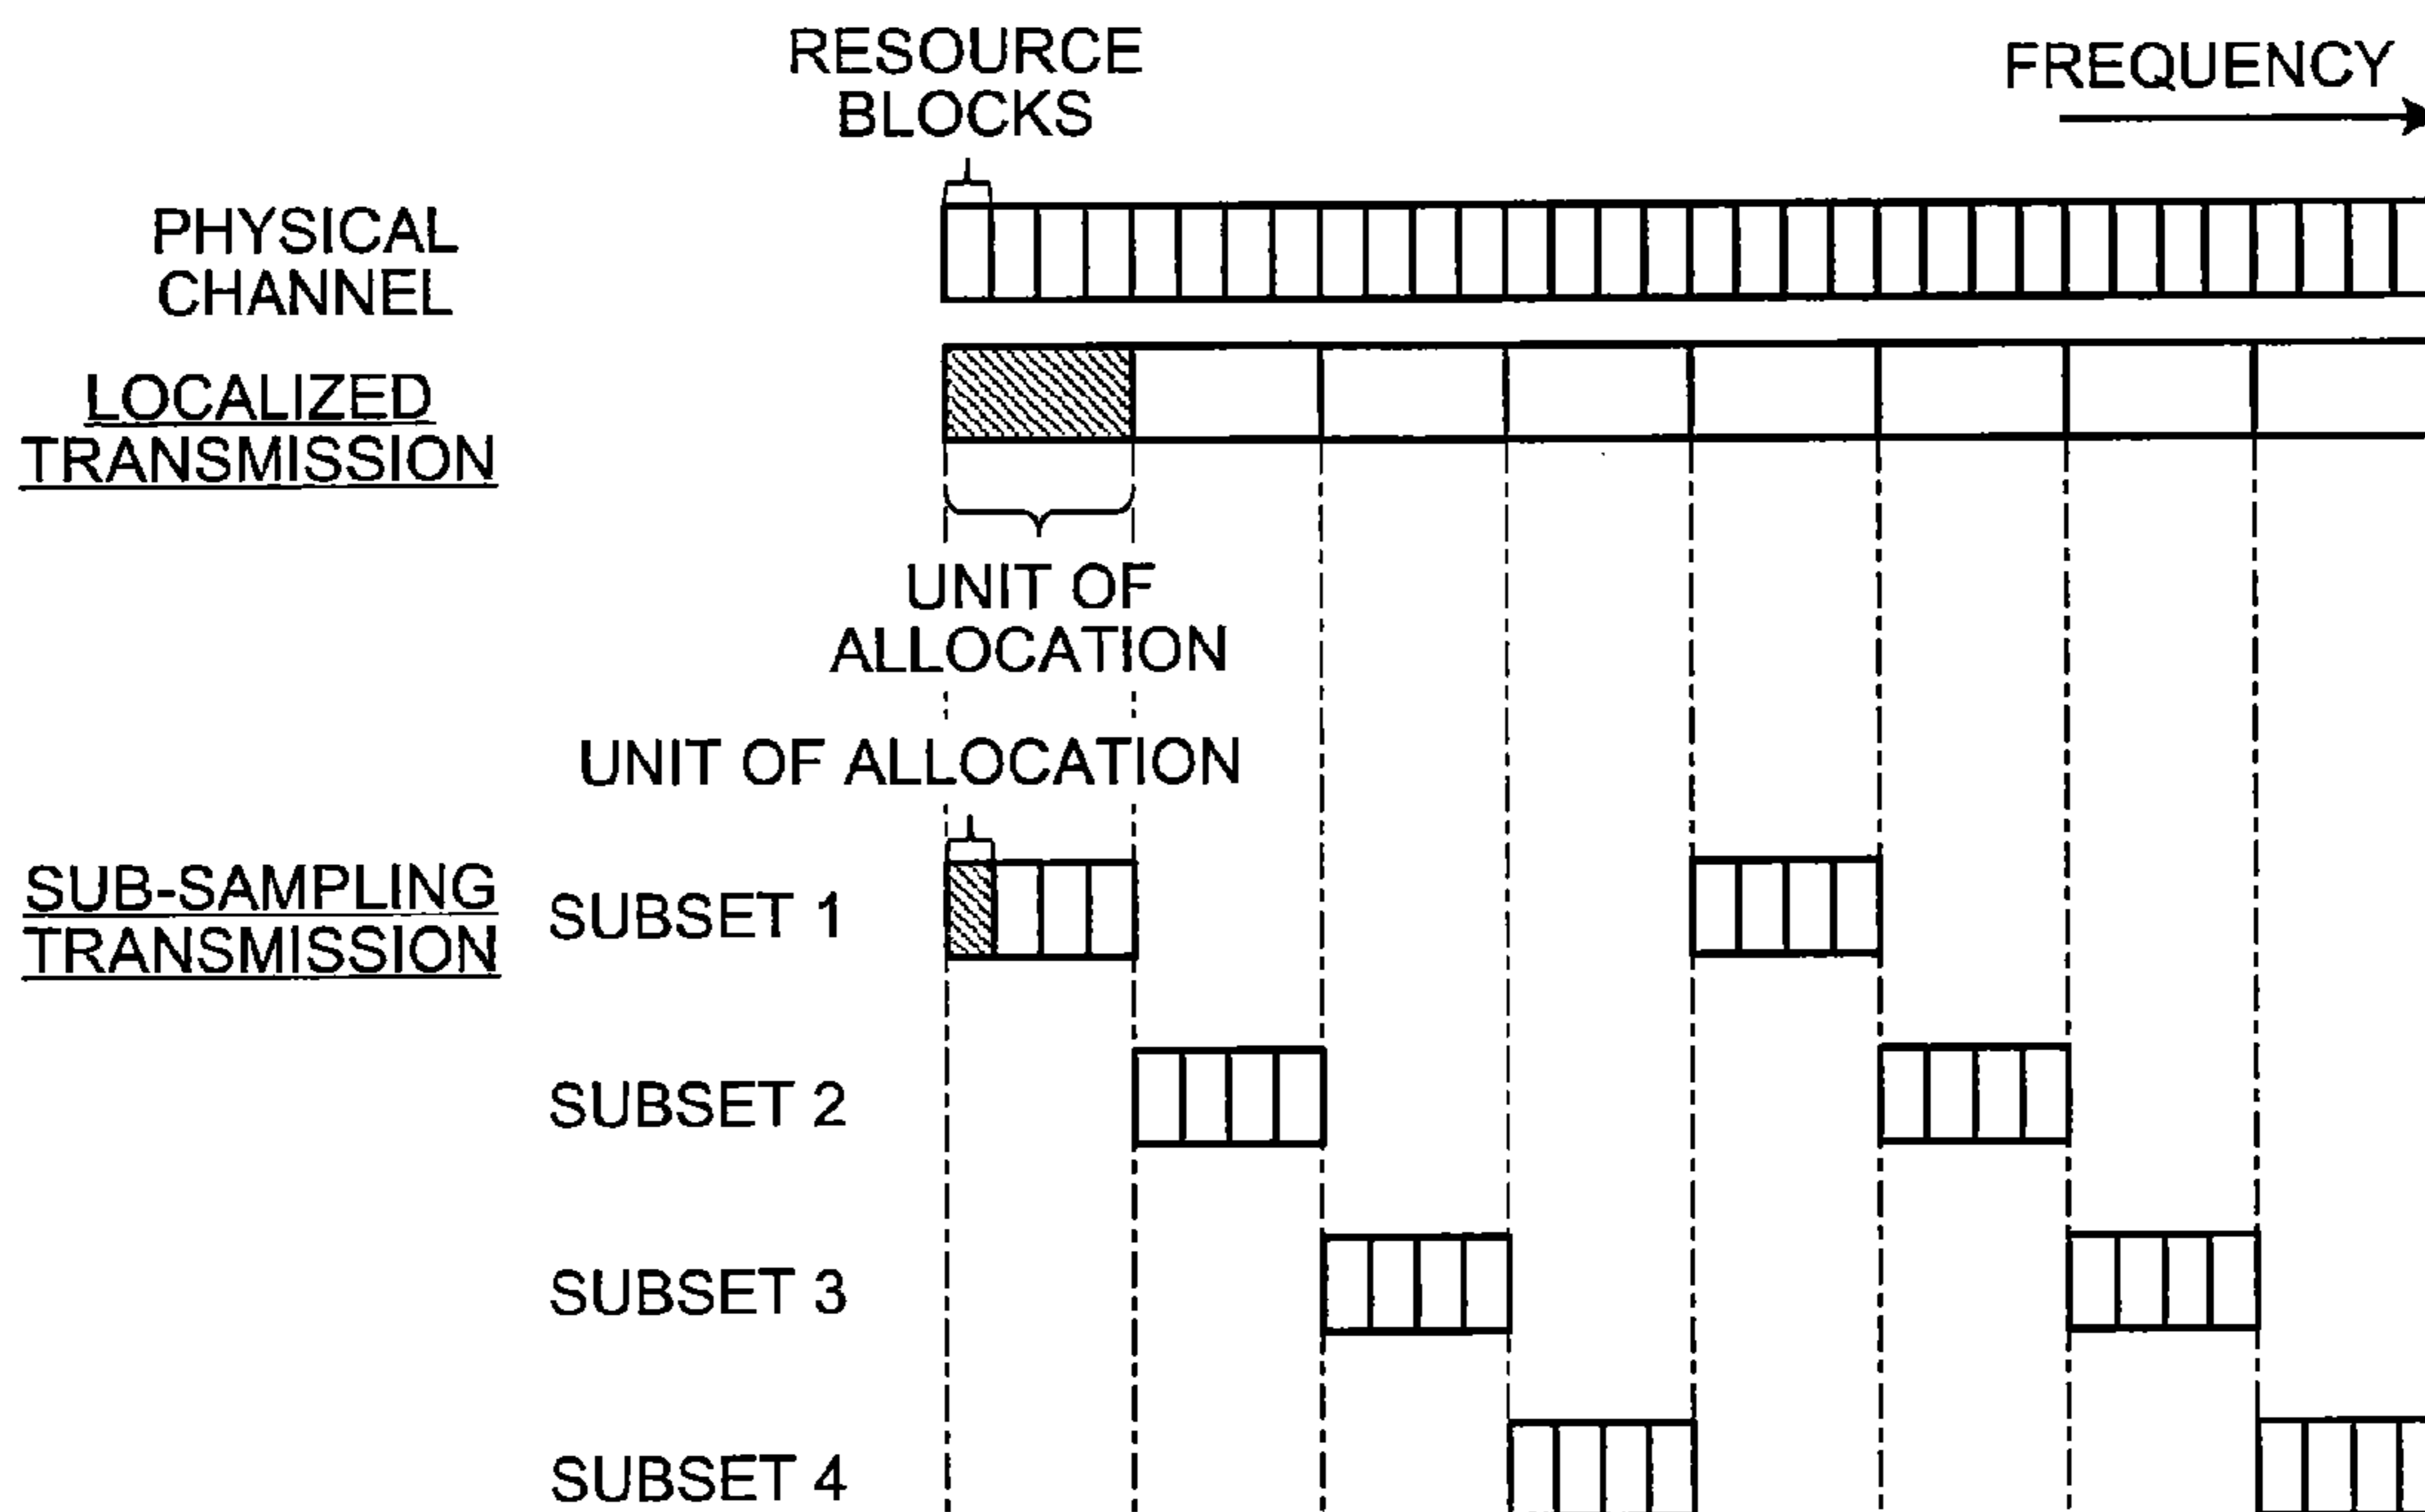 RESOURCE
BLOCKS
FREQUENCY
PHYSICAL
CHANNEL
LOCALIZED
TRANSMISSION
UNIT OF
ALLOCATION
UNIT OF ALLOCATION
SUB-SAMPLING
TRANSMISSION
SUBSET 1
SUBSET 2
SUBSET 3
SUBSET 4